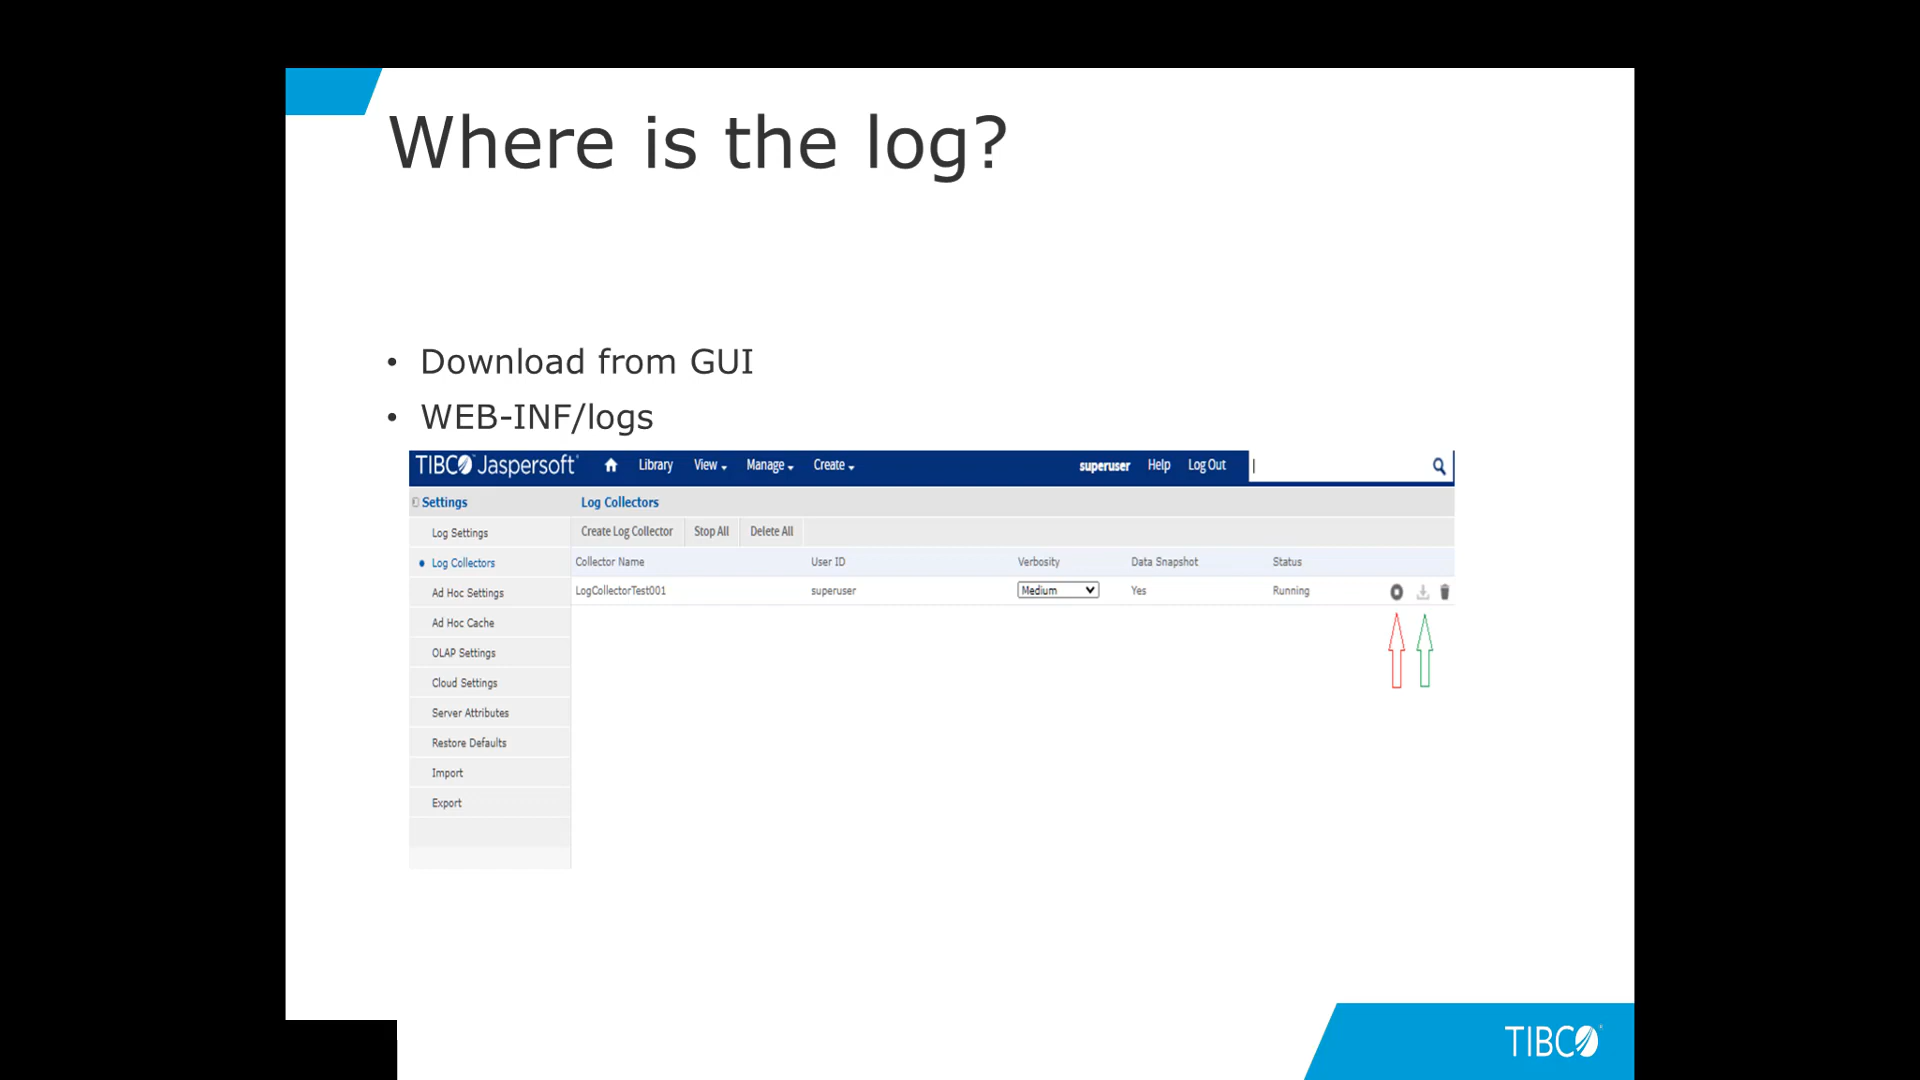 Where is the log?
• Download from GUI
• WEB-INF/logs
TIBCO Jaspersoft Library View Manage Create superuser Help Log Out
Settings Log Collectors
Log Settings Create Log Collector Stop All Delete All
Log Collectors Collector Name User ID Verbosity Data Snapshot Status
Ad Hoc Settings LogCollectorTest001 superuser Medium Yes Running
Ad Hoc Cache
OLAP Settings
Cloud Settings
Server Attributes
Restore Defaults
Import
Export
TIBCO